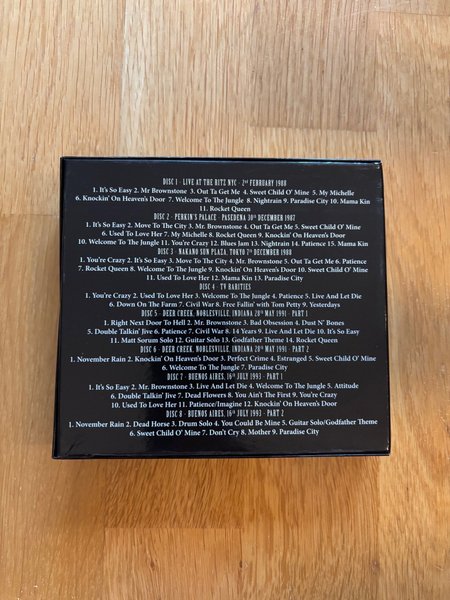 DISC 1 - LIVE AT THE RITZ NYC - 2nd FEBRUARY 1988
1. It's So Easy 2. Mr Brownstone 3. Out Ta Get Me 4. Sweet Child O' Mine 5. My Michelle
6. Knockin' On Heaven's Door 7. Welcome To The Jungle 8. Nightrain 9. Paradise City 10. Mama Kin
11. Rocket Queen
DISC 2 - PERKIN'S PALACE - PASEDENA 30th DECEMBER 1987
1. It's So Easy 2. Move To The City 3. Mr. Brownstone 4. Out Ta Get Me 5. Sweet Child O' Mine
6. Used To Love Her 7. My Michelle 8. Rocket Queen 9. Knockin' On Heaven's Door
10. Welcome To The Jungle 11. You're Crazy 12. Blues Jam 13. Nightrain 14. Patience 15. Mama Kin
DISC 3 - NAKANO SUN PLAZA, TOKYO 7th DECEMBER 1988
1. You're Crazy 2. It's So Easy 3. Move To The City 4. Mr. Brownstone 5. Out Ta Get Me 6. Patience
7. Rocket Queen 8. Welcome To The Jungle 9. Knockin' On Heaven's Door 10. Sweet Child O' Mine
11. Used To Love Her 12. Mama Kin 13. Paradise City
DISC 4 - TV RARITIES
1. You're Crazy 2. Used To Love Her 3. Welcome To The Jungle 4. Patience 5. Live And Let Die
6. Down On The Farm 7. Civil War 8. Free Fallin' with Tom Petty 9. Yesterdays
DISC 5 - DEER CREEK, NOBLESVILLE, INDIANA 28th MAY 1991 - PART 1
1. Right Next Door To Hell 2. Mr. Brownstone 3. Bad Obsession 4. Dust N' Bones
5. Double Talkin' Jive 6. Patience 7. Civil War 8. 14 Years 9. Live And Let Die 10. It's So Easy
11. Matt Sorum Solo 12. Guitar Solo 13. Godfather Theme 14. Rocket Queen
DISC 6 - DEER CREEK, NOBLESVILLE, INDIANA 28th MAY 1991 - PART 2
1. November Rain 2. Knockin' On Heaven's Door 3. Perfect Crime 4. Estranged 5. Sweet Child O' Mine
6. Welcome To The Jungle 7. Paradise City
DISC 7 - BUENOS AIRES, 16th JULY 1993 - PART 1
1. It's So Easy 2. Mr. Brownstone 3. Live And Let Die 4. Welcome To The Jungle 5. Attitude
6. Double Talkin' Jive 7. Dead Flowers 8. You Ain't The First 9. You're Crazy
10. Used To Love Her 11. Patience/Imagine 12. Knockin' On Heaven's Door
DISC 8 - BUENOS AIRES, 16th JULY 1993 - PART 2
1. November Rain 2. Dead Horse 3. Drum Solo 4. You Could Be Mine 5. Guitar Solo/Godfather Theme
6. Sweet Child O' Mine 7. Don't Cry 8. Mother 9. Paradise City